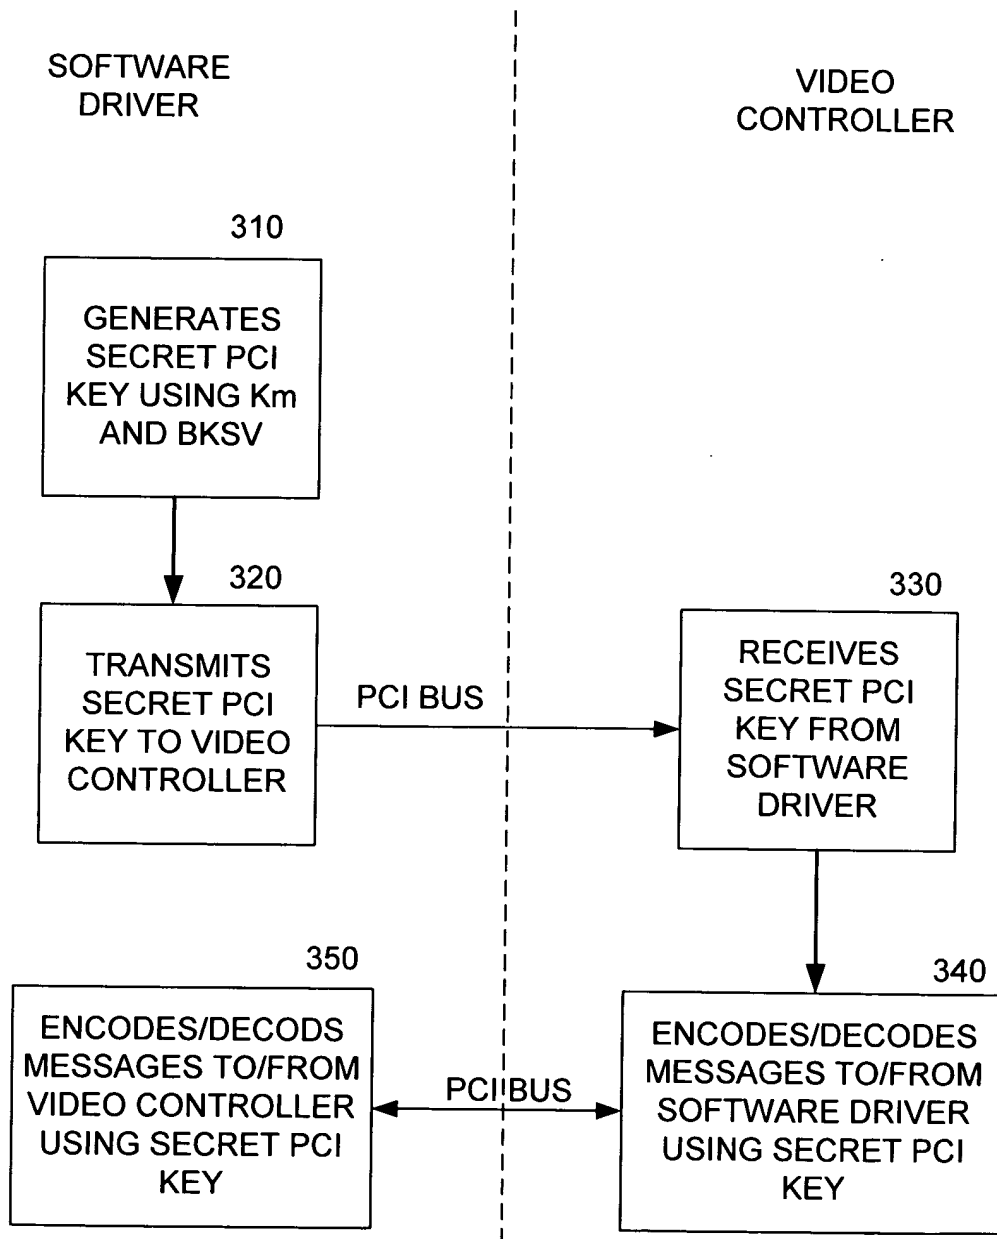 SOFTWARE
DRIVER
VIDEO
CONTROLLER
310
GENERATES
SECRET PCI
KEY USING Km
AND BKSV
320
TRANSMITS
SECRET PCI
KEY TO VIDEO
CONTROLLER
PCI BUS
330
RECEIVES
SECRET PCI
KEY FROM
SOFTWARE
DRIVER
350
ENCODES/DECODS
MESSAGES TO/FROM
VIDEO CONTROLLER
USING SECRET PCI
KEY
PCI BUS
340
ENCODES/DECODES
MESSAGES TO/FROM
SOFTWARE DRIVER
USING SECRET PCI
KEY